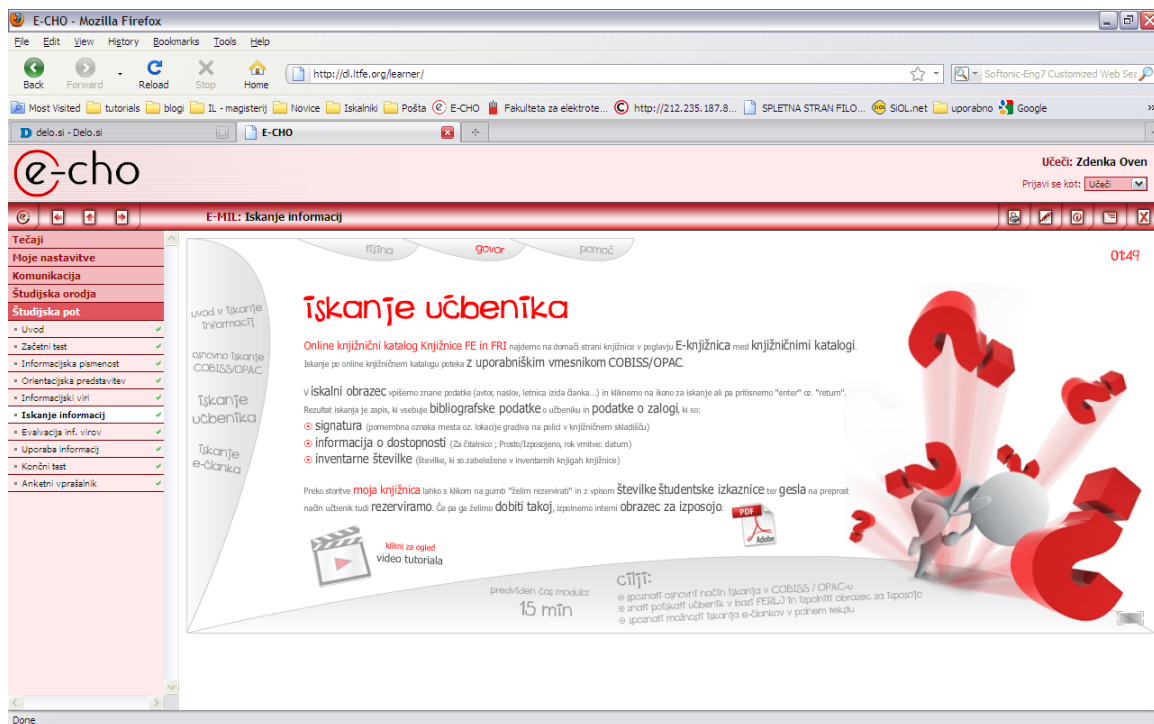 E-CHO - Mozilla Firefox
File Edit View History Bookmarks Tools Help
Back Forward Reload Stop Home http://dl.ltfe.org/learner/ Softonic-Eng7 Customized Web Sea
Most Visited tutorials blogi IL - magisterij Novice Iskalniki Pošta E-CHO Fakulteta za elektrote... http://212.235.187.8... SPLETNA STRAN FILO... SiOL.net uporabno Google »
delo.si - Delo.si E-CHO
e-cho
Učeči: Zdenka Oven
Prijavi se kot: Učeči
E-MIL: Iskanje informacij
Tečaji
Moje nastavitve
Komunikacija
Študijska orodja
Študijska pot
Uvod
Začetni test
Informacijska pismenost
Orientacijska predstavitev
Informacijski viri
Iskanje informacij
Evalvacija inf. virov
Uporaba informacij
Končni test
Anketni vprašalnik
tišina govor pomoč
01:49
uvod v iskanje
informacij
osnovno iskanje
COBISS/OPAC
iskanje
učbenika
iskanje
e-članka
iskanje učbenika
Online knjižnični katalog Knjižnice FE in FRI najdemo na domači strani knjižnice v poglavju E-knjižnica med knjižničnimi katalogi.
Iskanje po online knjižničnem katalogu poteka z uporabniškim vmesnikom COBISS/OPAC.
V iskalni obrazec vpišemo znane podatke (avtor, naslov, letnica izida članka...) in kliknemo na ikono za iskanje ali pa pritisnemo "enter" oz. "return".
Rezultat iskanja je zapis, ki vsebuje bibliografske podatke o učbeniku in podatke o zalogi, ki so:
signatura (pomembna oznaka mesta oz. lokacije gradiva na polici v knjižničnem skladišču)
informacija o dostopnosti (Za čitalnico ; Prosto/Izposojeno, rok vrnitve: datum)
inventarne številke (številke, ki so zabeležene v inventarnih knjigah knjižnice)
Preko storitve moja knjižnica lahko s klikom na gumb "želim rezervirati" in z vpisom številke študentske izkaznice ter gesla na preprost
način učbenik tudi rezerviramo. Če pa ga želimo dobiti takoj, izpolnemo interni obrazec za izposojo.
PDF
Adobe
klikni za ogled
video tutoriala
predviden čas modula:
15 min
cilji:
spoznati osnovni način iskanja v COBISS / OPAC-u
znati poiskati učbenik v bazi FERLJ in izpolniti obrazec za izposojo
spoznati možnosti iskanja e-člankov v polnem tekstu
Done